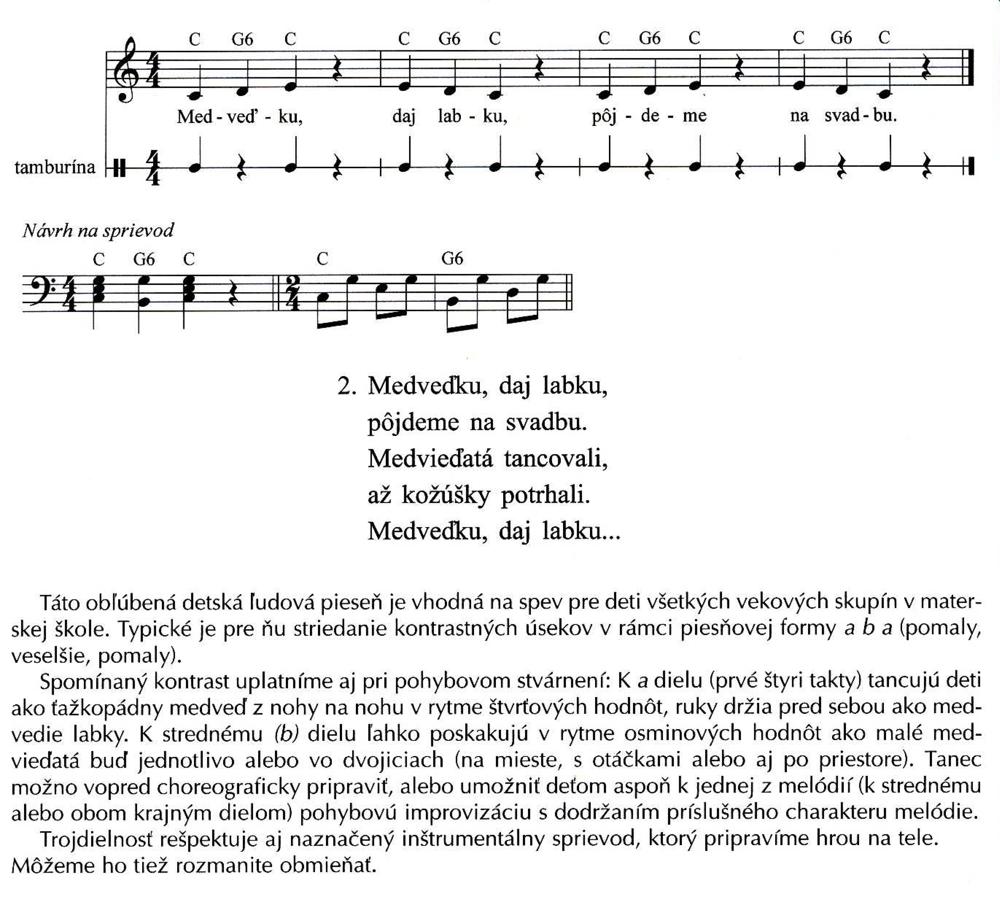 C G6 C C G6 C C G6 C C G6 C
4
4
Med - veď - ku, daj lab - ku, pôj - de - me na svad - bu.
tamburína 4
4
Návrh na sprievod
C G6 C C G6
4 2
4 4
2. Medveďku, daj labku,
pôjdeme na svadbu.
Medvieďatá tancovali,
až kožúšky potrhali.
Medveďku, daj labku...
Táto obľúbená detská ľudová pieseň je vhodná na spev pre deti všetkých vekových skupín v mater-
skej škole. Typické je pre ňu striedanie kontrastných úsekov v rámci piesňovej formy a b a (pomaly,
veselšie, pomaly).
Spomínaný kontrast uplatníme aj pri pohybovom stvárnení: K a dielu (prvé štyri takty) tancujú deti
ako ťažkopádny medveď z nohy na nohu v rytme štvrťových hodnôt, ruky držia pred sebou ako med-
vedie labky. K strednému (b) dielu ľahko poskakujú v rytme osminových hodnôt ako malé med-
vieďatá buď jednotlivo alebo vo dvojiciach (na mieste, s otáčkami alebo aj po priestore). Tanec
možno vopred choreograficky pripraviť, alebo umožniť deťom aspoň k jednej z melódií (k strednému
alebo obom krajným dielom) pohybovú improvizáciu s dodržaním príslušného charakteru melódie.
Trojdielnosť rešpektuje aj naznačený inštrumentálny sprievod, ktorý pripravíme hrou na tele.
Môžeme ho tiež rozmanite obmieňať.